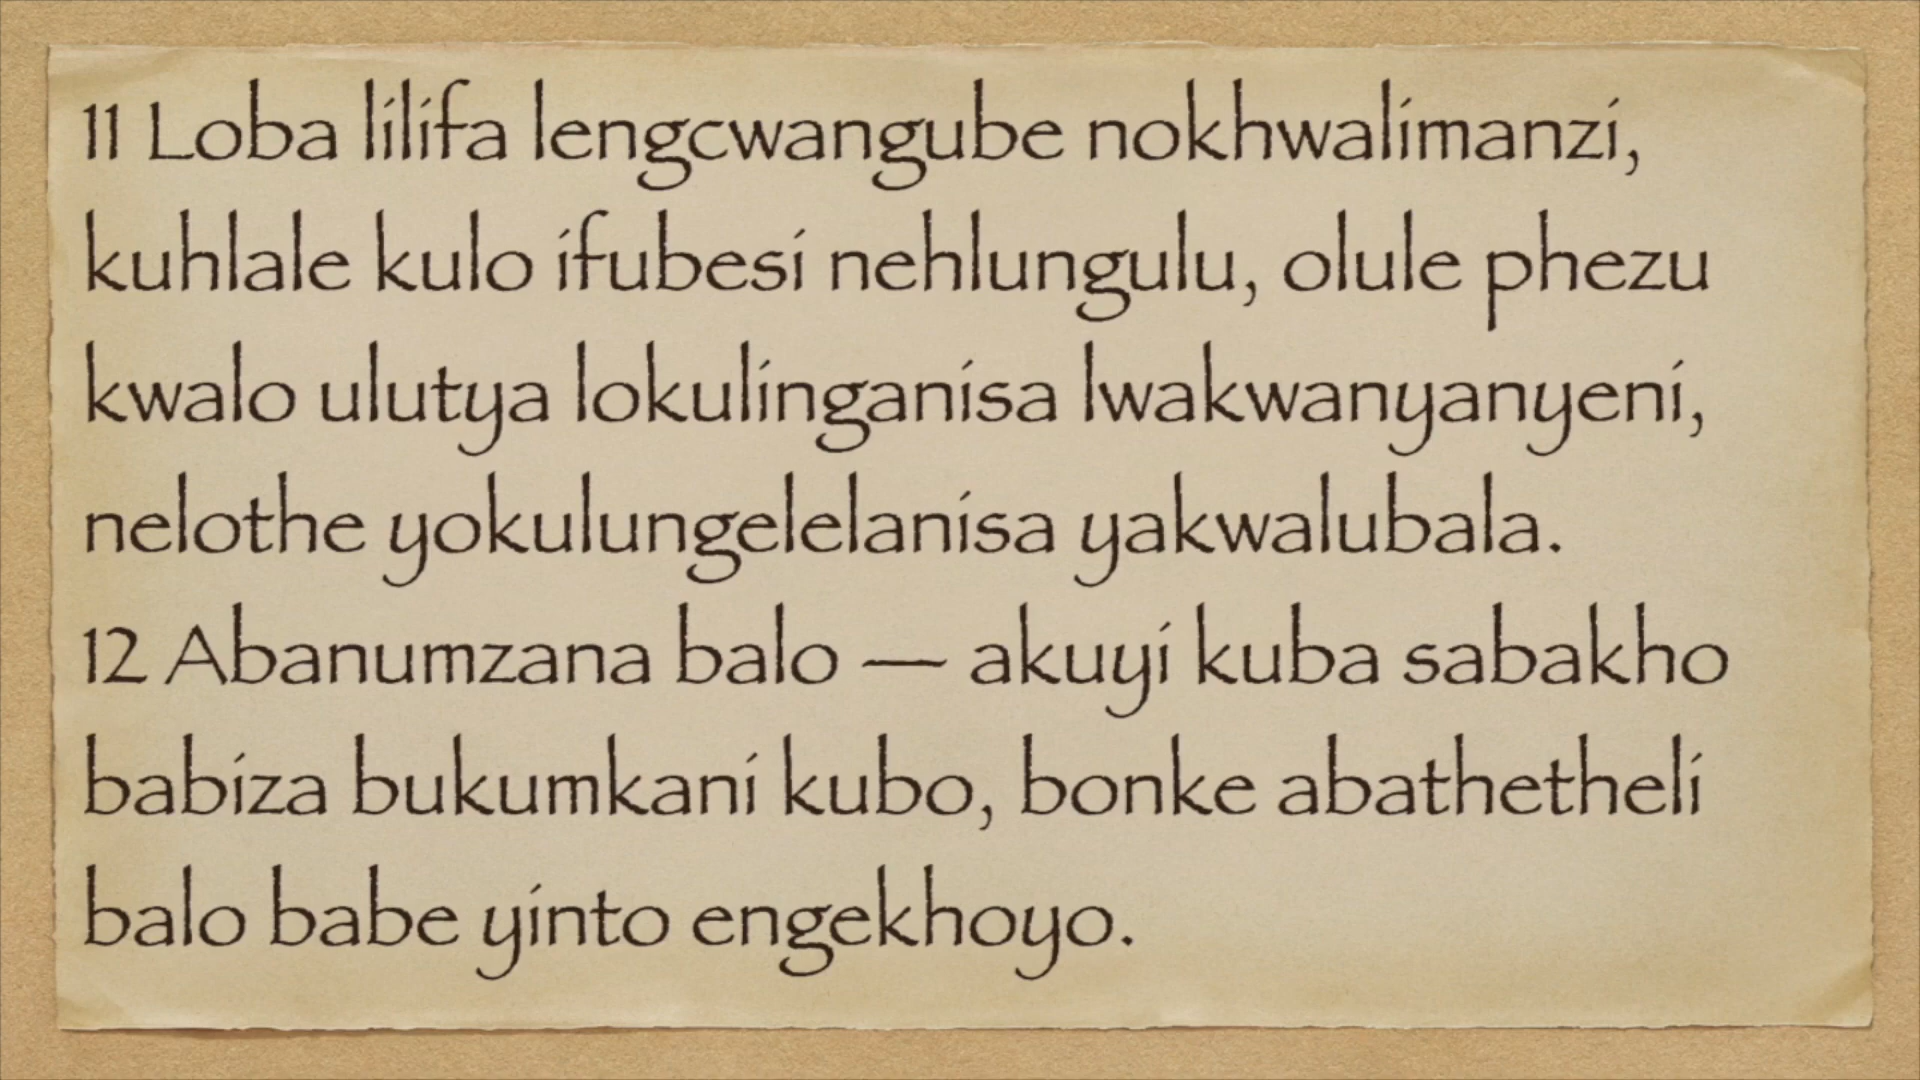 11 Loba lilifa lengcwangube nokhwalimanzi,
kuhlale kulo ifubesi nehlungulu, olule phezu
kwalo ulutya lokulinganisa lwakwanyanyeni,
nelothe yokulungelelanisa yakwalubala.
12 Abanumzana balo — akuyi kuba sabakho
babiza bukumkani kubo, bonke abathetheli
balo babe yinto engekhoyo.